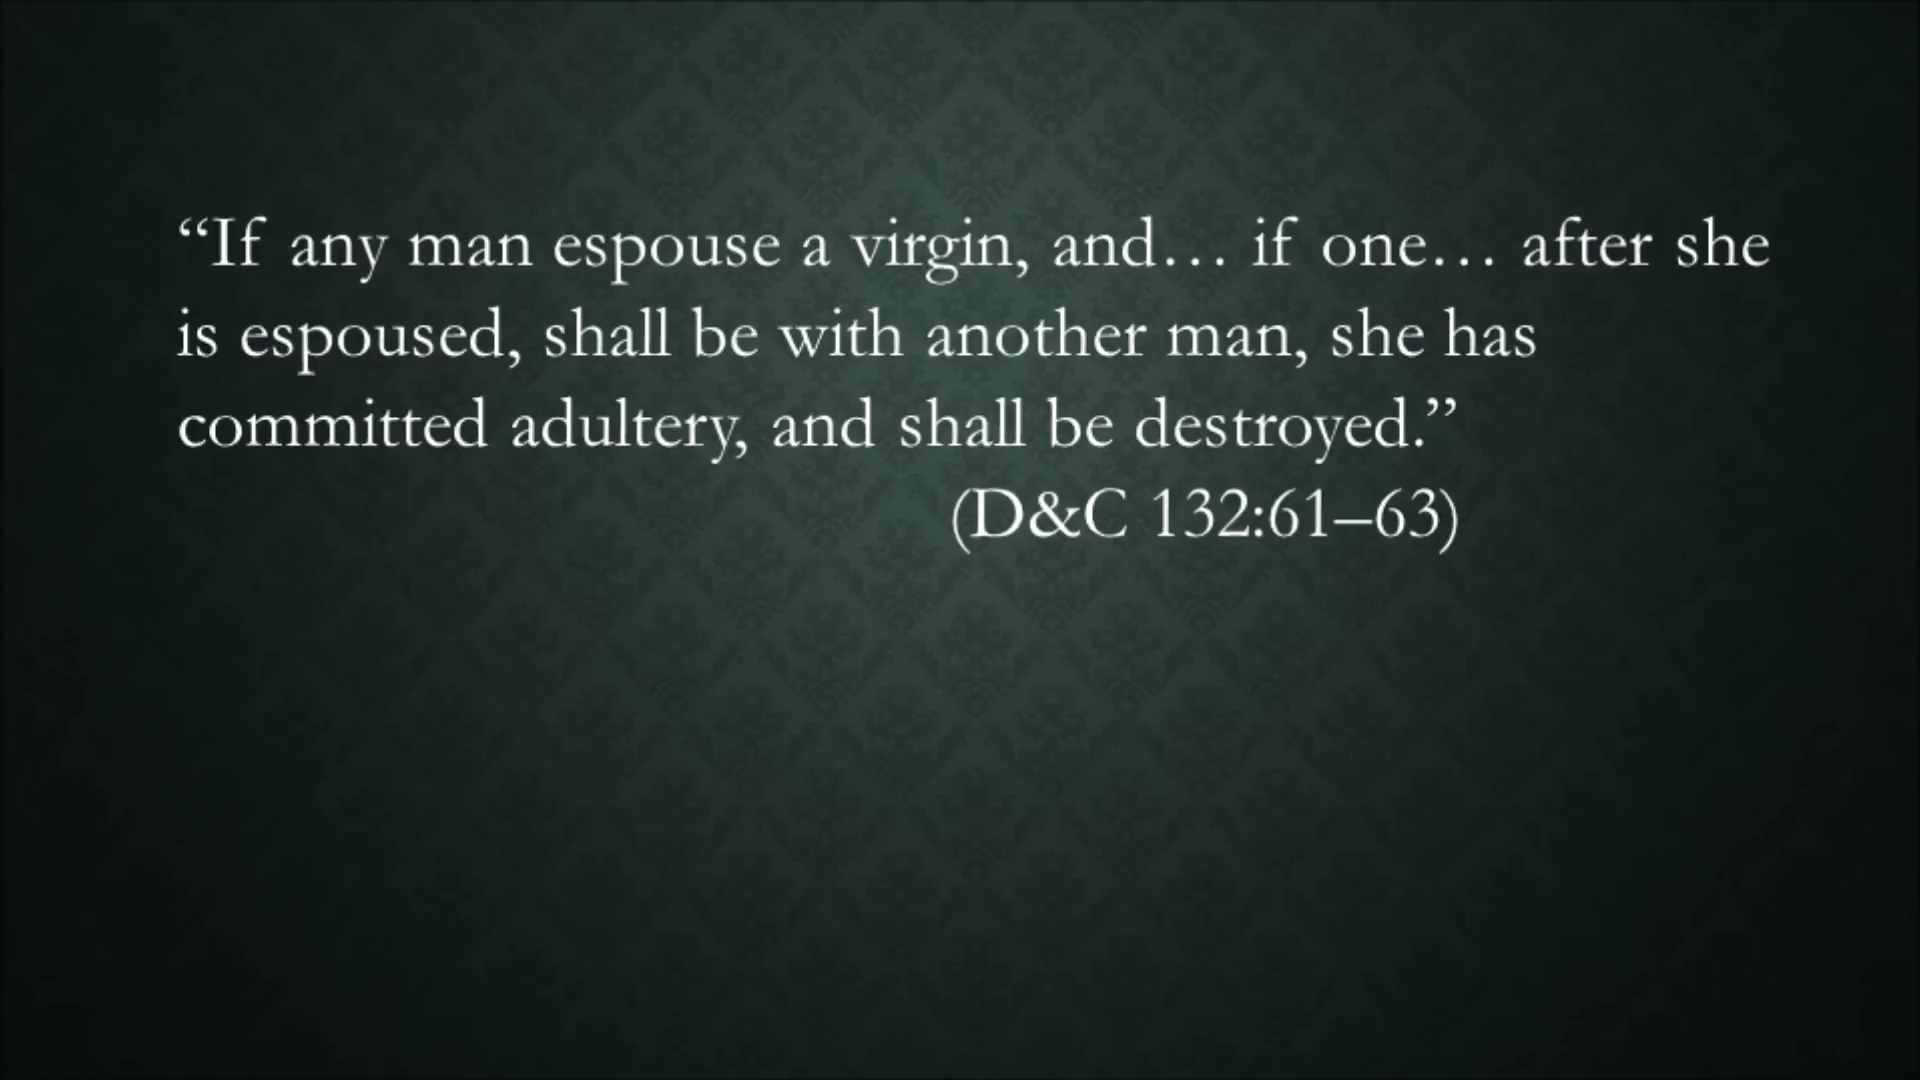 “If any man espouse a virgin, and… if one… after she
is espoused, shall be with another man, she has
committed adultery, and shall be destroyed.”
(D&C 132:61–63)